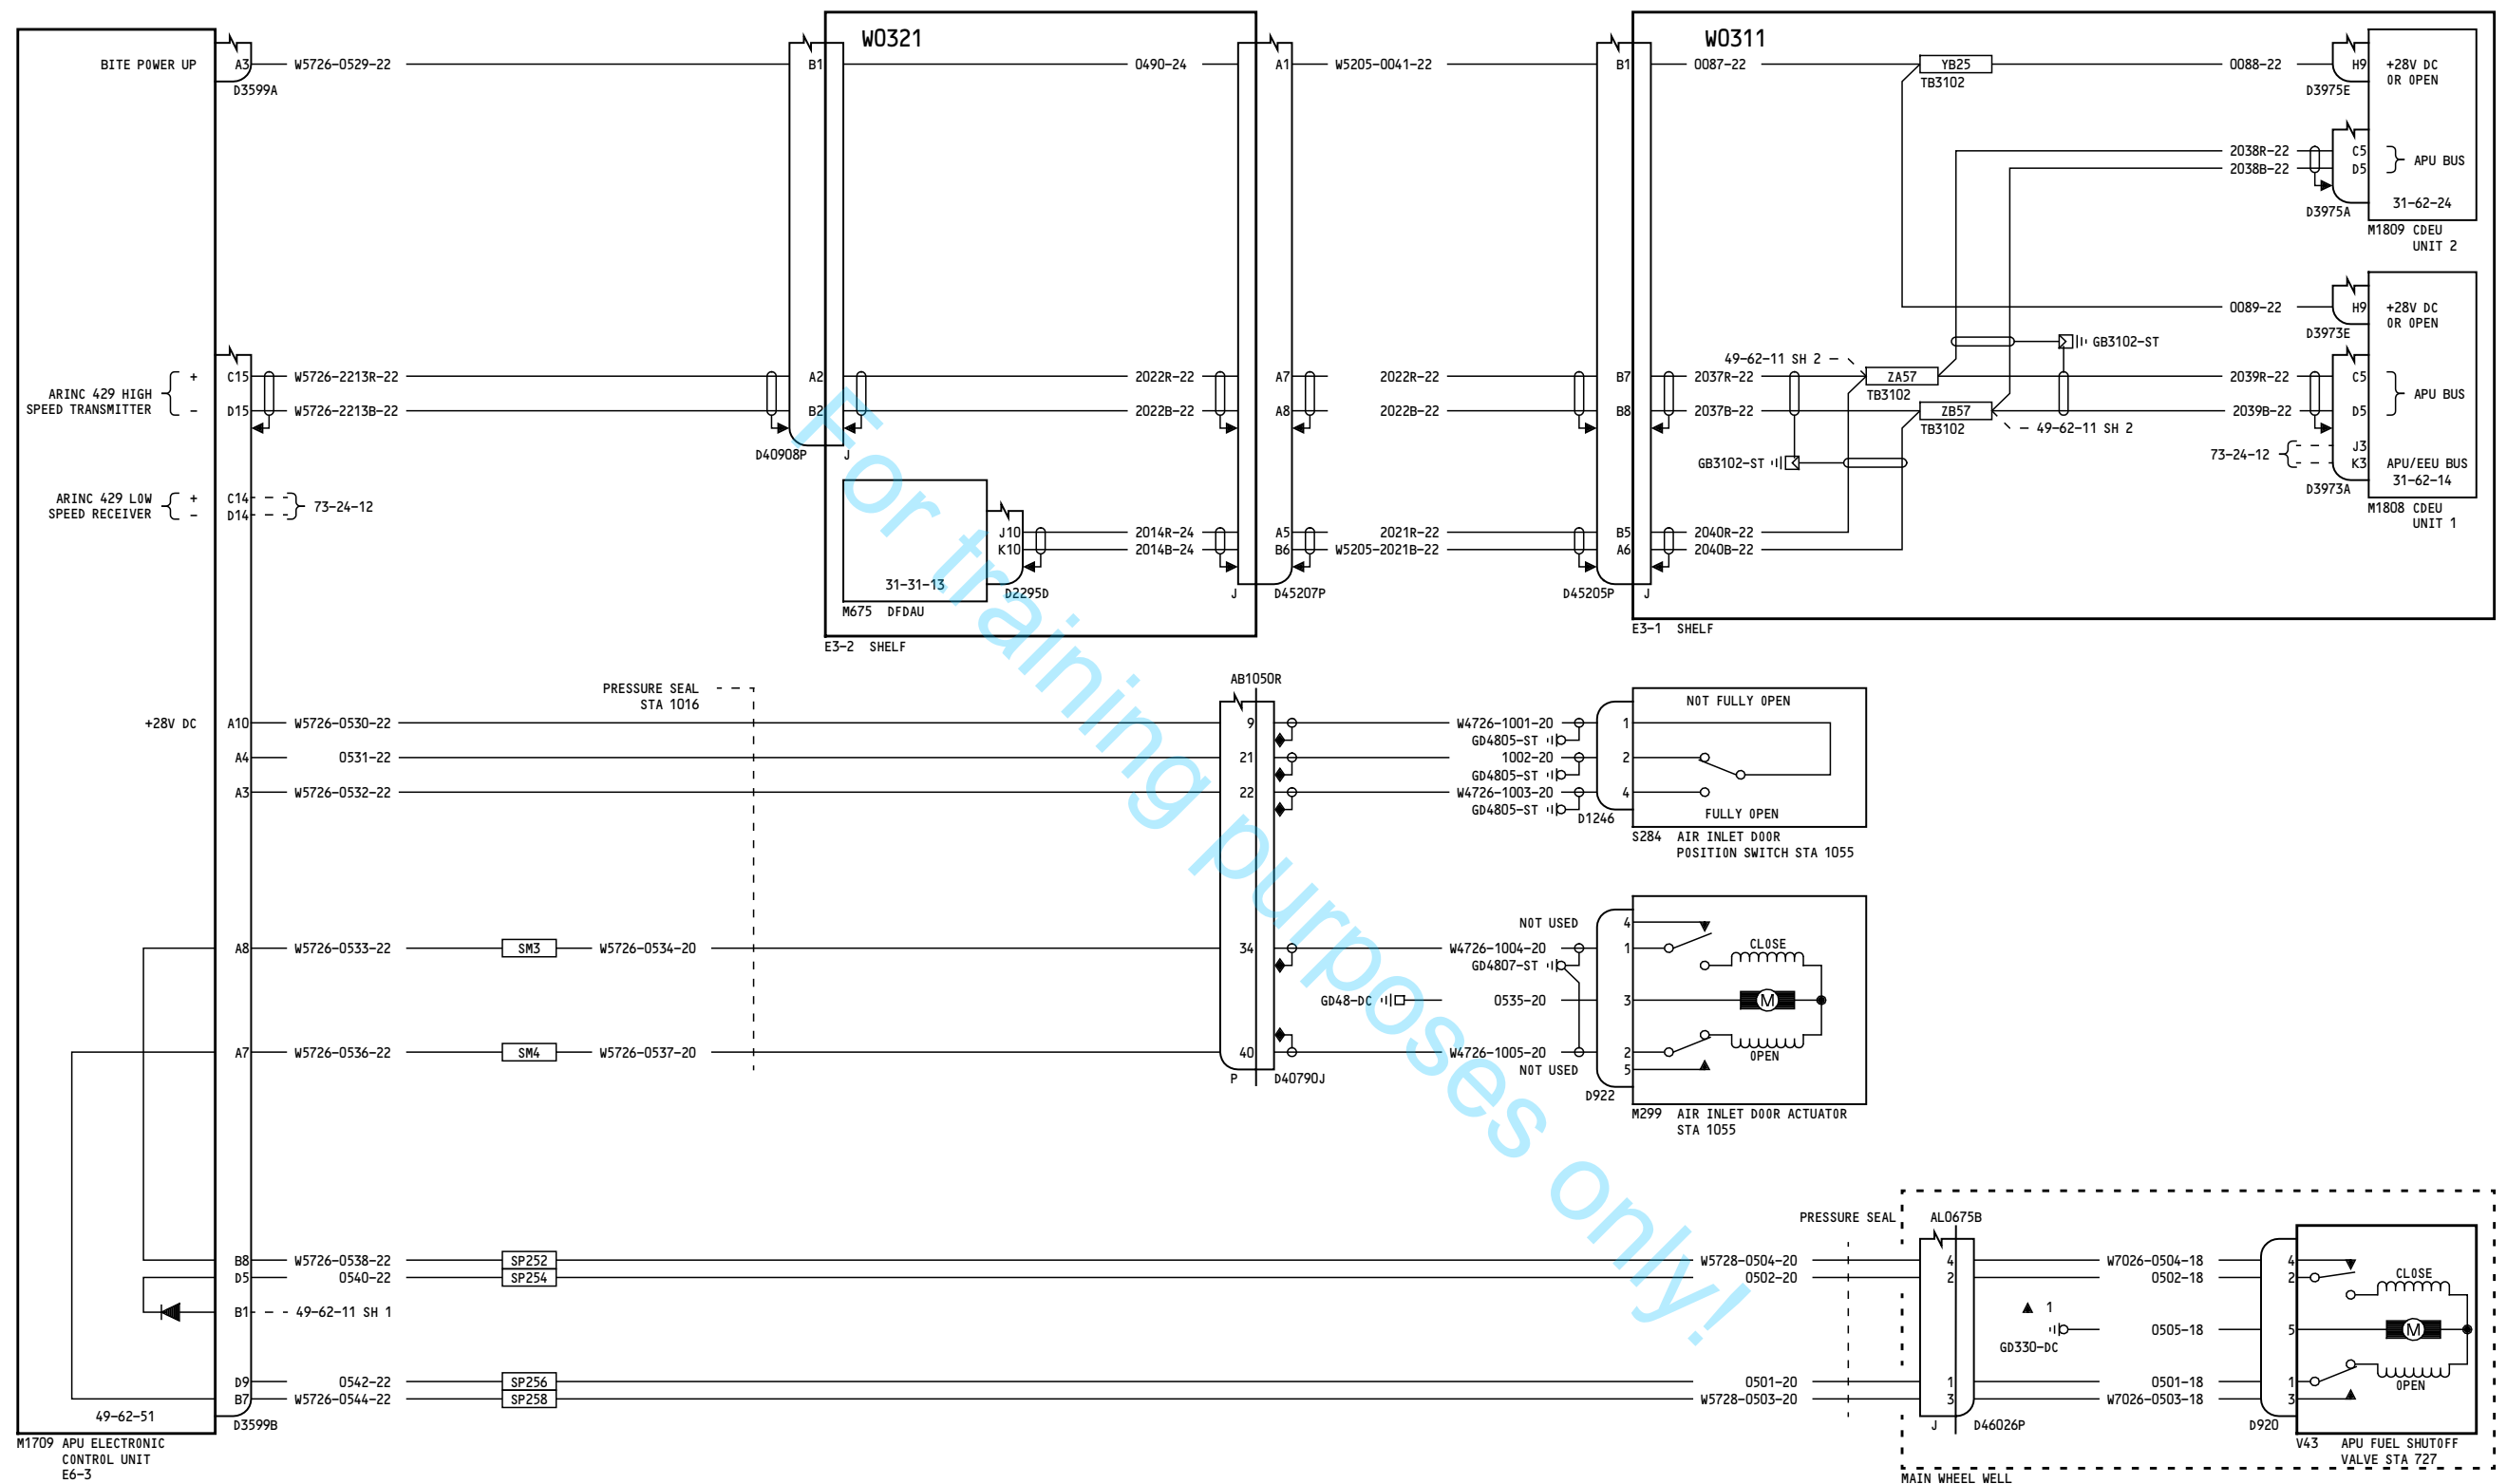 W0321
W0311
BITE POWER UP
A3
W5726-0529-22
B1
0490-24
A1
W5205-0041-22
B1
0087-22
YB25
0088-22
H9
+28V DC
OR OPEN
D3599A
TB3102
D3975E
2038R-22
C5
2038B-22
D5
APU BUS
D3975A
31-62-24
M1809 CDEU
UNIT 2
0089-22
H9
+28V DC
OR OPEN
D3973E
GB3102-ST
49-62-11 SH 2
ARINC 429 HIGH
SPEED TRANSMITTER
+
-
C15
W5726-2213R-22
A2
2022R-22
A7
2022R-22
B7
2037R-22
ZA57
TB3102
2039R-22
C5
D15
W5726-2213B-22
B2
2022B-22
A8
2022B-22
B8
2037B-22
ZB57
TB3102
2039B-22
D5
APU BUS
49-62-11 SH 2
D40908P
J
73-24-12
J3
K3
APU/EEU BUS
31-62-14
D3973A
M1808 CDEU
UNIT 1
GB3102-ST
ARINC 429 LOW
SPEED RECEIVER
+
-
C14
D14
73-24-12
J10
2014R-24
A5
2021R-22
B5
2040R-22
K10
2014B-24
B6
W5205-2021B-22
A6
2040B-22
31-31-13
D2295D
M675 DFDAU
J
D45207P
D45205P
J
E3-2 SHELF
E3-1 SHELF
PRESSURE SEAL
STA 1016
AB1050R
NOT FULLY OPEN
+28V DC
A10
W5726-0530-22
9
W4726-1001-20
1
GD4805-ST
A4
0531-22
21
1002-20
2
GD4805-ST
A3
W5726-0532-22
22
W4726-1003-20
4
GD4805-ST
D1246
FULLY OPEN
S284 AIR INLET DOOR
POSITION SWITCH STA 1055
NOT USED
4
A8
W5726-0533-22
SM3
W5726-0534-20
34
W4726-1004-20
1
CLOSE
GD4807-ST
GD48-DC
0535-20
3
M
A7
W5726-0536-22
SM4
W5726-0537-20
40
W4726-1005-20
2
OPEN
NOT USED
5
P
D40790J
D922
M299 AIR INLET DOOR ACTUATOR
STA 1055
PRESSURE SEAL
AL0675B
B8
W5726-0538-22
SP252
W5728-0504-20
4
W7026-0504-18
4
D5
0540-22
SP254
0502-20
2
0502-18
2
CLOSE
B1
49-62-11 SH 1
1
GD330-DC
0505-18
5
M
D9
0542-22
SP256
0501-20
1
0501-18
1
OPEN
B7
W5726-0544-22
SP258
W5728-0503-20
3
W7026-0503-18
3
49-62-51
D3599B
J
D46026P
D920
V43 APU FUEL SHUTOFF
VALVE STA 727
M1709 APU ELECTRONIC
CONTROL UNIT
E6-3
MAIN WHEEL WELL
For training purposes only!